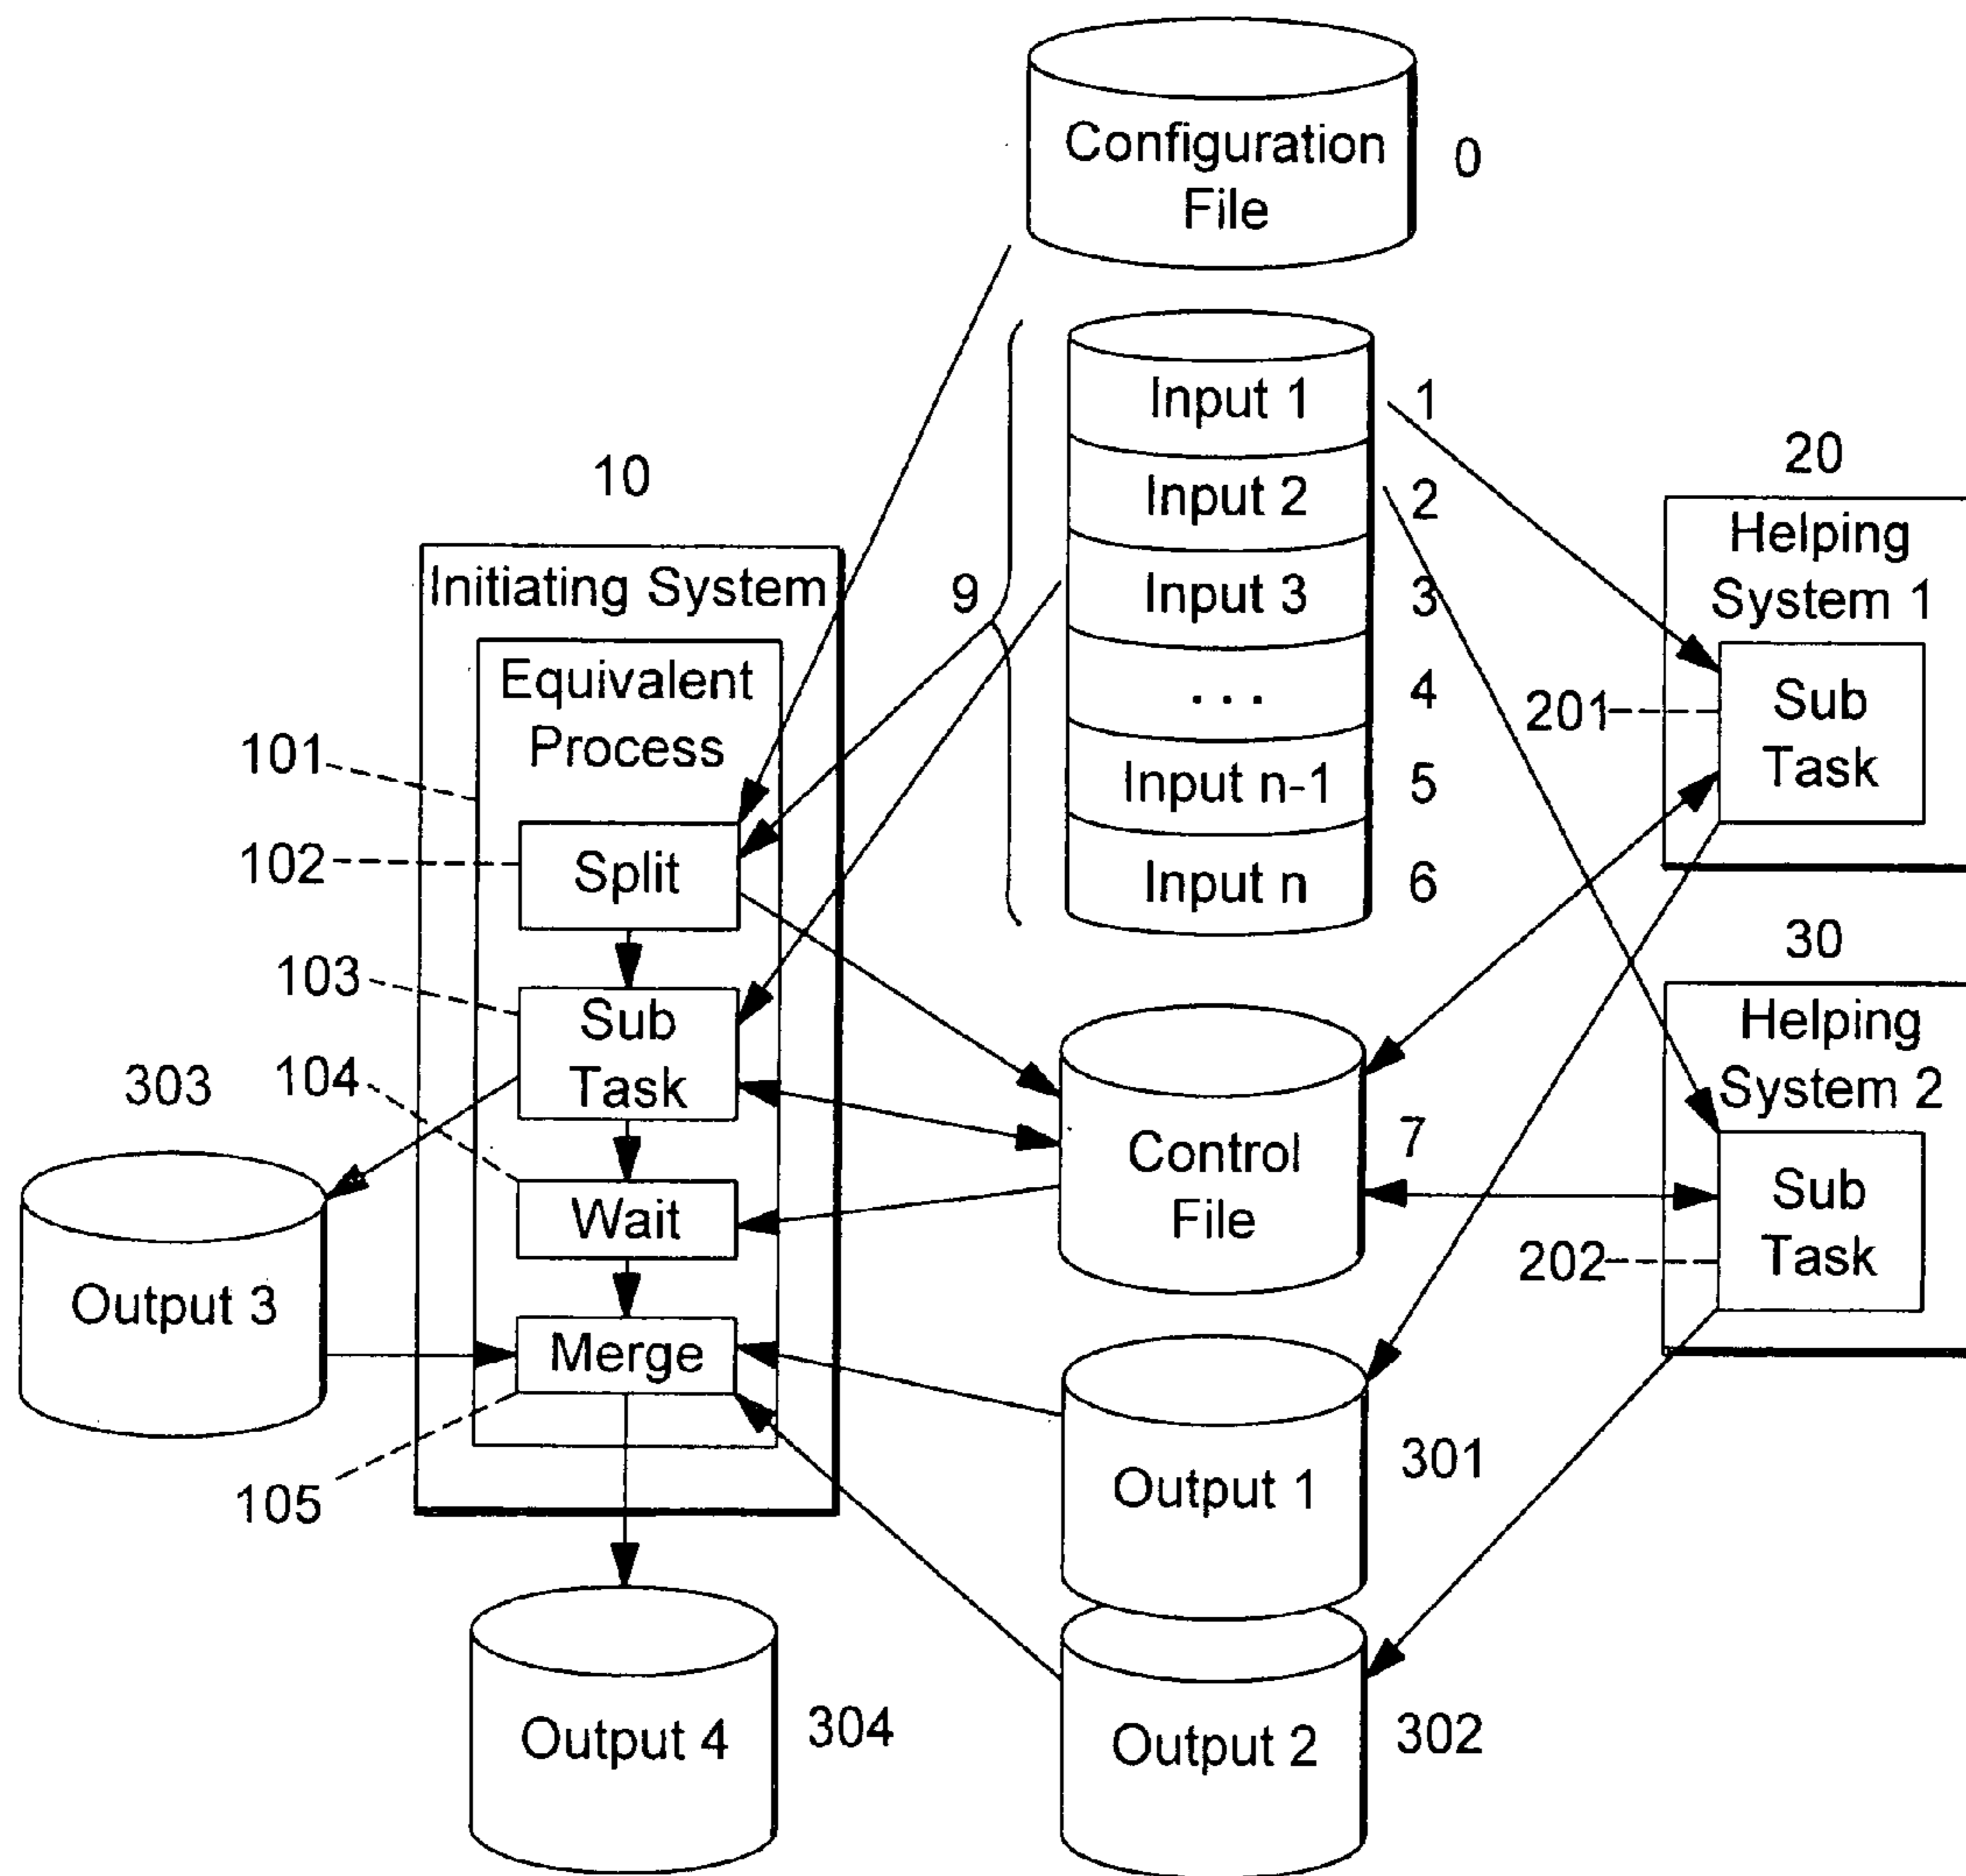 Configuration
File
0
Input 1
1
Input 2
2
Input 3
3
. . .
4
Input n-1
5
Input n
6
9
10
Initiating System
Equivalent
Process
101
Split
102
Sub
Task
103
Wait
104
Merge
105
Output 3
303
Output 4
304
Control
File
7
Output 1
301
Output 2
302
20
Helping
System 1
Sub
Task
201
30
Helping
System 2
Sub
Task
202